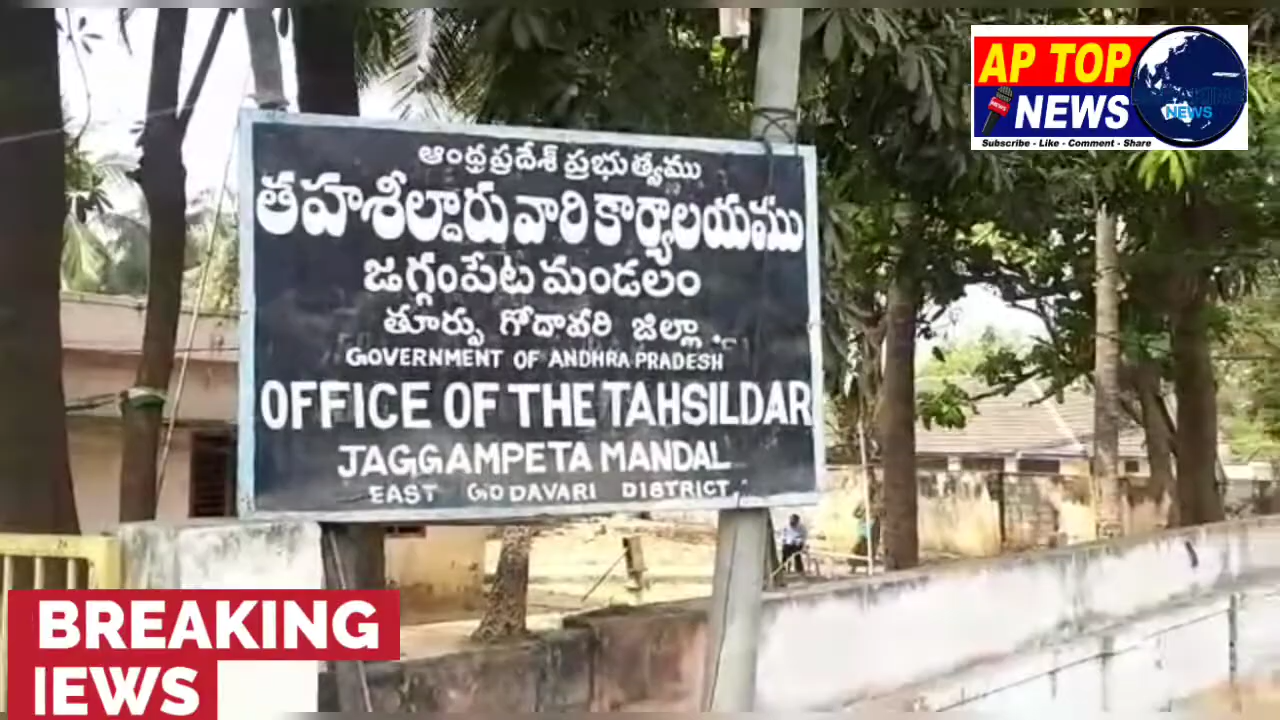 ఆంధ్రప్రదేశ్ ప్రభుత్వము
తహశీల్దారు వారి కార్యాలయము
జగ్గంపేట మండలం
తూర్పు గోదావరి జిల్లా
GOVERNMENT OF ANDHRA PRADESH
OFFICE OF THE TAHSILDAR
JAGGAMPETA MANDAL
EAST GODAVARI DISTRICT
AP TOP
NEWS
NEWS
Subscribe - Like - Comment - Share
BREAKING
IEWS